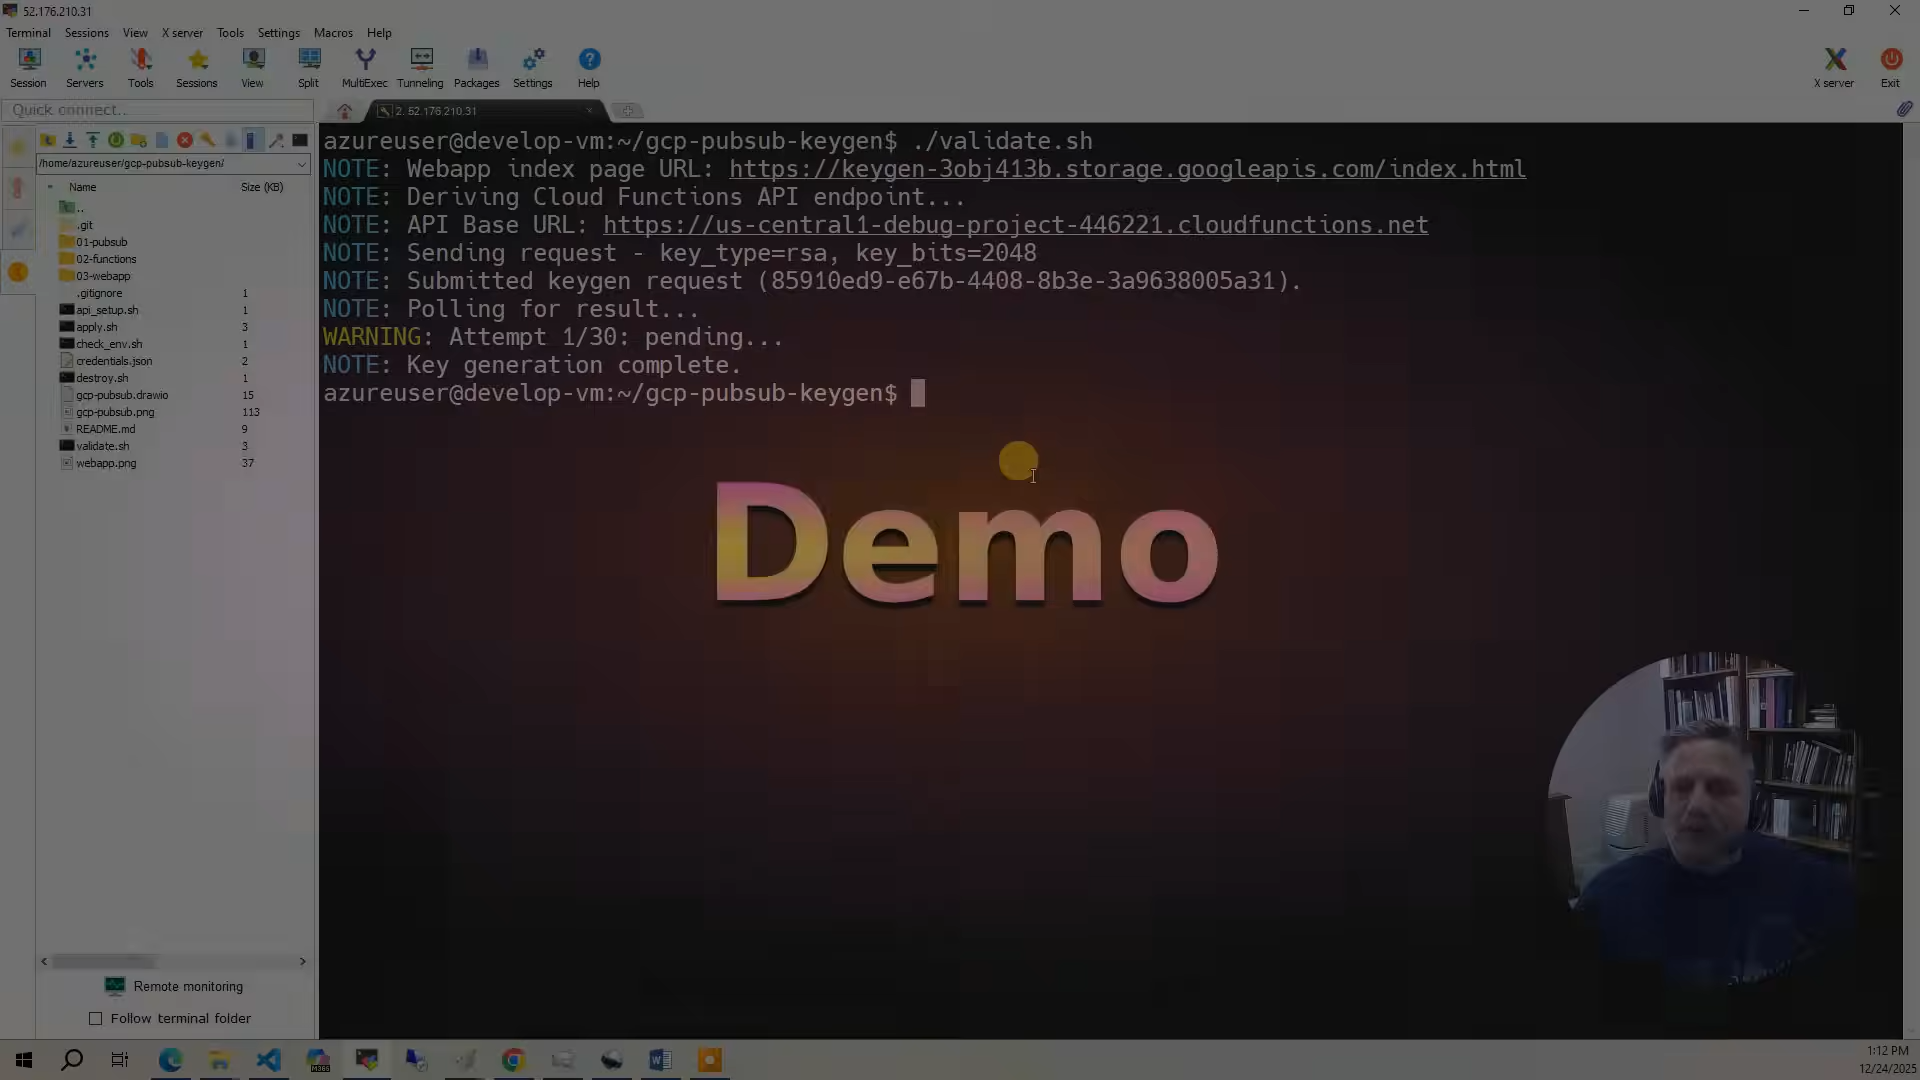 52.176.210.31
Terminal Sessions View X server Tools Settings Macros Help
Session Servers Tools Sessions View Split MultiExec Tunneling Packages Settings Help X server Exit
Quick connect...
2. 52.176.210.31
/home/azureuser/gcp-pubsub-keygen/
Name Size (KB)
..
.git
01-pubsub
02-functions
03-webapp
.gitignore 1
api_setup.sh 1
apply.sh 3
check_env.sh 1
credentials.json 2
destroy.sh 1
gcp-pubsub.drawio 15
gcp-pubsub.png 113
README.md 9
validate.sh 3
webapp.png 37
Remote monitoring
Follow terminal folder
azureuser@develop-vm:~/gcp-pubsub-keygen$ ./validate.sh
NOTE: Webapp index page URL: https://keygen-3obj413b.storage.googleapis.com/index.html
NOTE: Deriving Cloud Functions API endpoint...
NOTE: API Base URL: https://us-central1-debug-project-446221.cloudfunctions.net
NOTE: Sending request - key_type=rsa, key_bits=2048
NOTE: Submitted keygen request (85910ed9-e67b-4408-8b3e-3a9638005a31).
NOTE: Polling for result...
WARNING: Attempt 1/30: pending...
NOTE: Key generation complete.
azureuser@develop-vm:~/gcp-pubsub-keygen$
Demo
M365
1:12 PM
12/24/2025